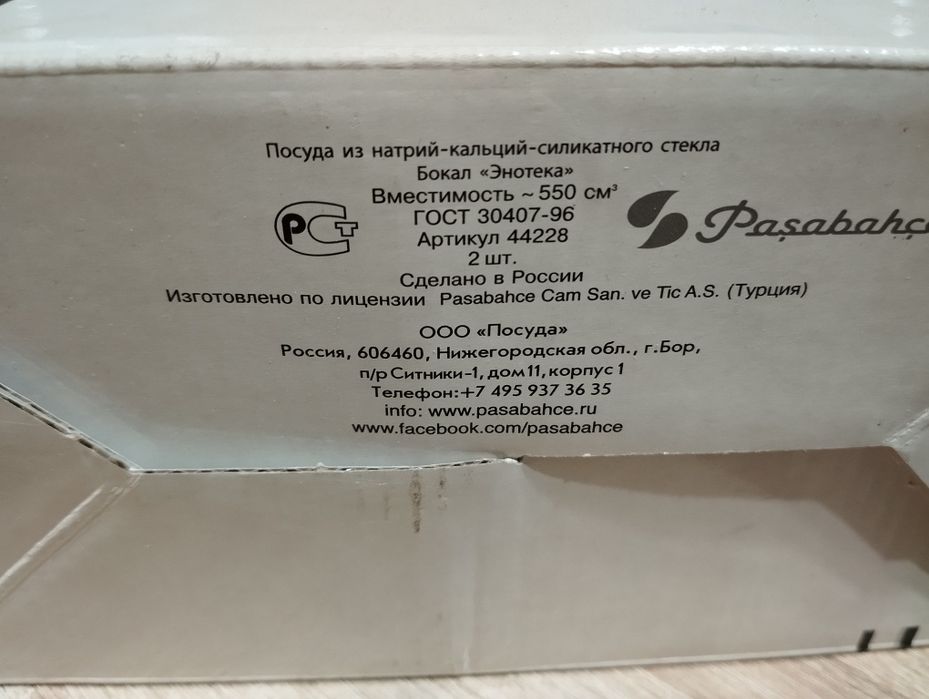 Посуда из натрий-кальций-силикатного стекла
Бокал «Энотека»
Вместимость ~ 550 см³
ГОСТ 30407-96
Артикул 44228
2 шт.
Сделано в России
Изготовлено по лицензии Pasabahce Cam San. ve Tic A.S. (Турция)
РСТ
Paşabahçe
ООО «Посуда»
Россия, 606460, Нижегородская обл., г.Бор,
п/р Ситники-1, дом 11, корпус 1
Телефон:+7 495 937 36 35
info: www.pasabahce.ru
www.facebook.com/pasabahce